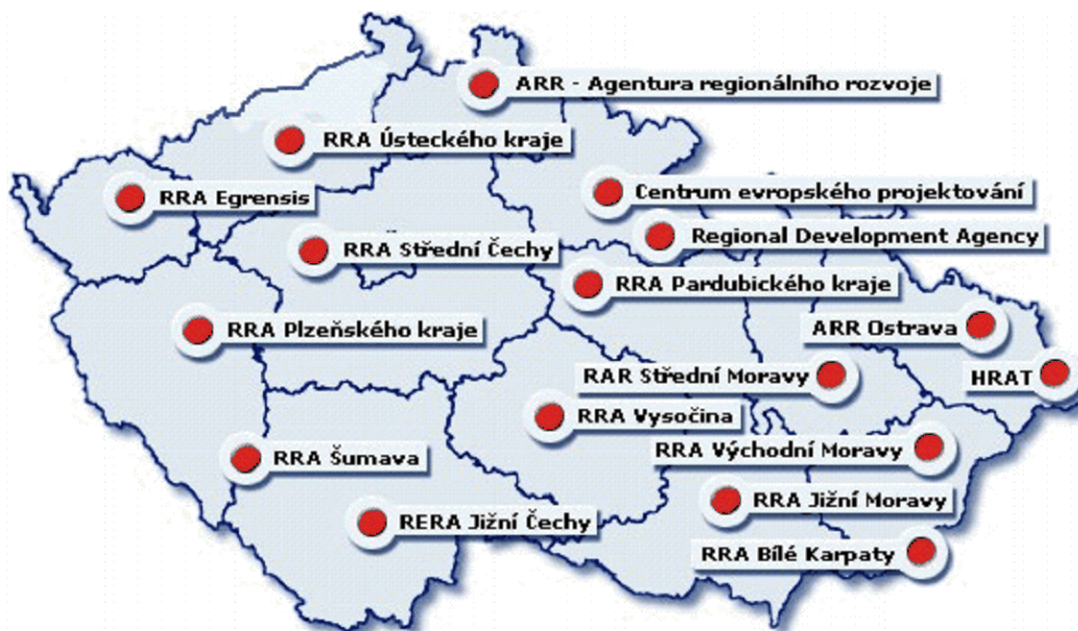 ARR - Agentura regionálního rozvoje
RRA Ústeckého kraje
RRA Egrensis
Centrum evropského projektování
Regional Development Agency
RRA Střední Čechy
RRA Pardubického kraje
RRA Plzeňského kraje
ARR Ostrava
RAR Střední Moravy
HRAT
RRA Vysočina
RRA Východní Moravy
RRA Šumava
RRA Jižní Moravy
RERA Jižní Čechy
RRA Bílé Karpaty